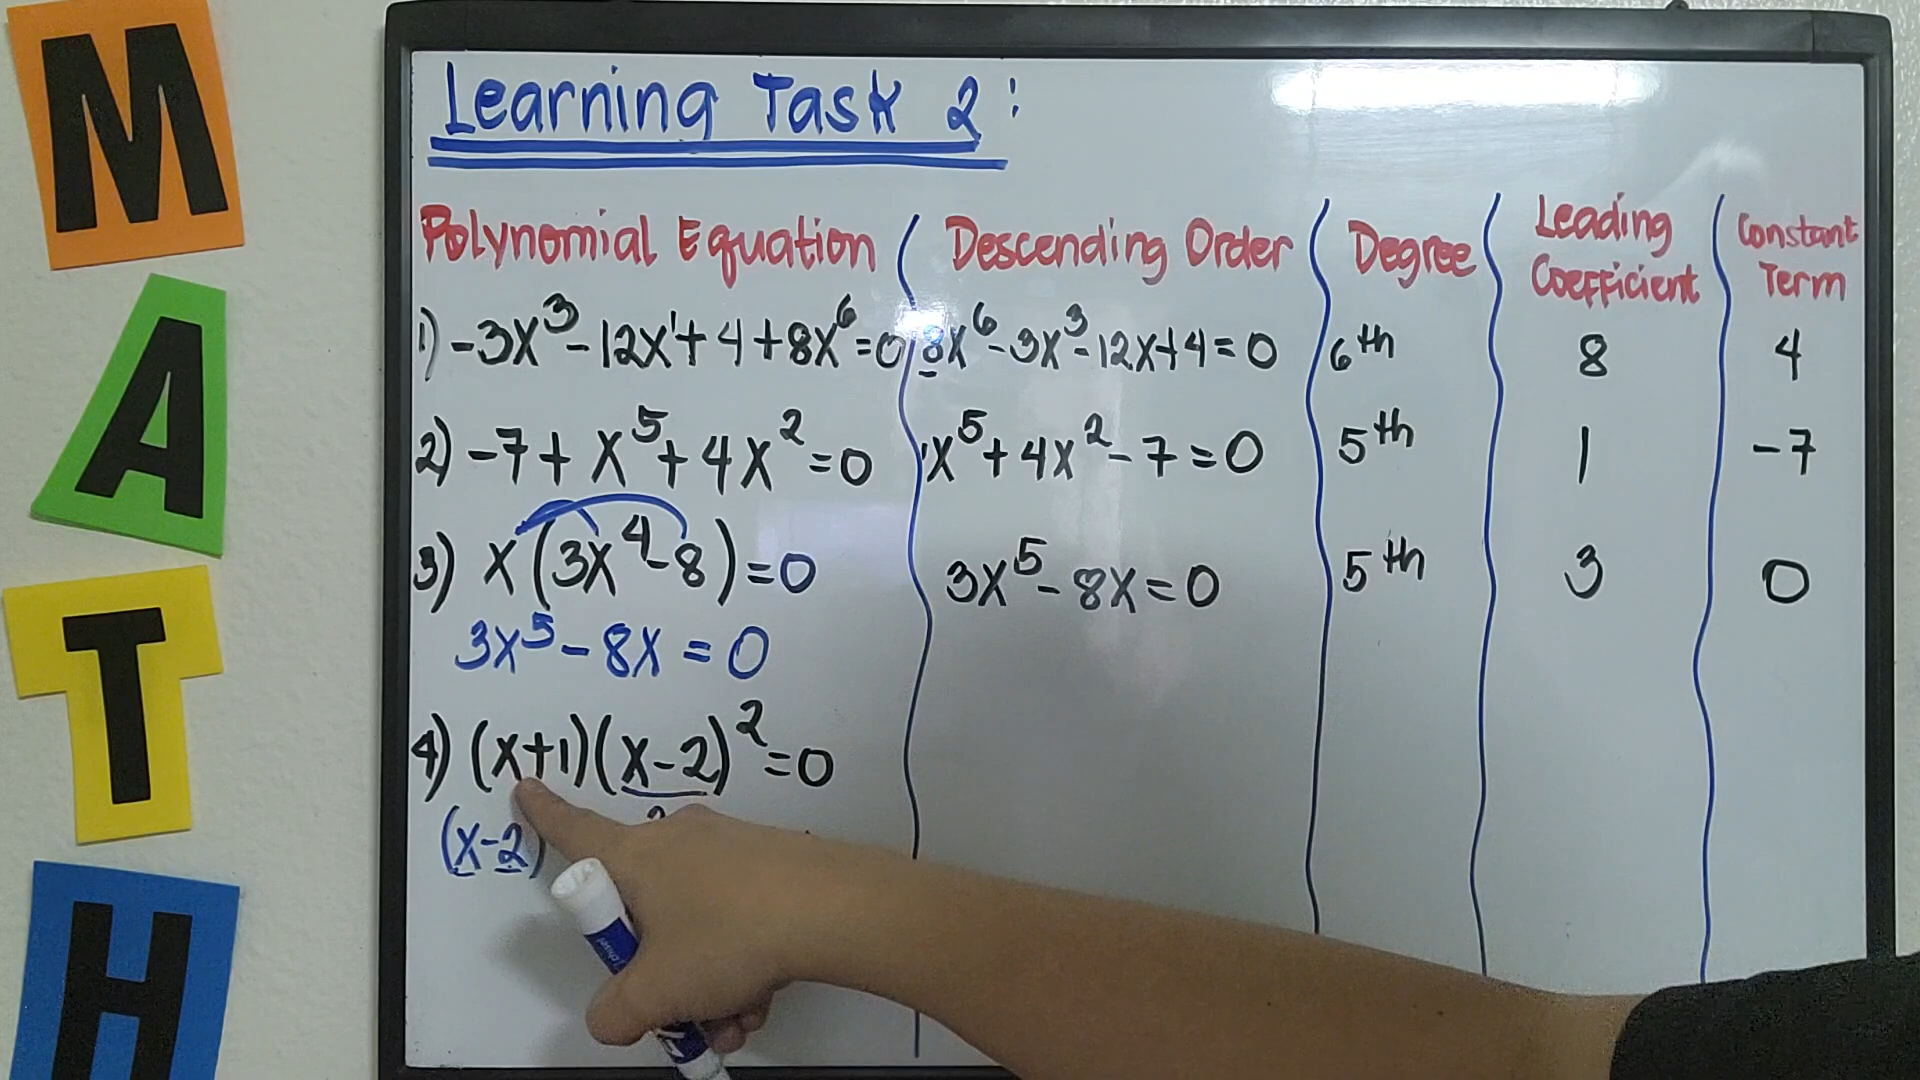 MATH
Learning Task 2:
Polynomial Equation Descending Order Degree Leading Coefficient Constant Term
1) -3x³ - 12x¹ + 4 + 8x⁶ = 0 8x⁶ - 3x³ - 12x + 4 = 0 6th 8 4
2) -7 + x⁵ + 4x² = 0 1x⁵ + 4x² - 7 = 0 5th 1 -7
3) x(3x⁴ - 8) = 0 3x⁵ - 8x = 0 5th 3 0
3x⁵ - 8x = 0
4) (x+1)(x-2)² = 0
(x-2)